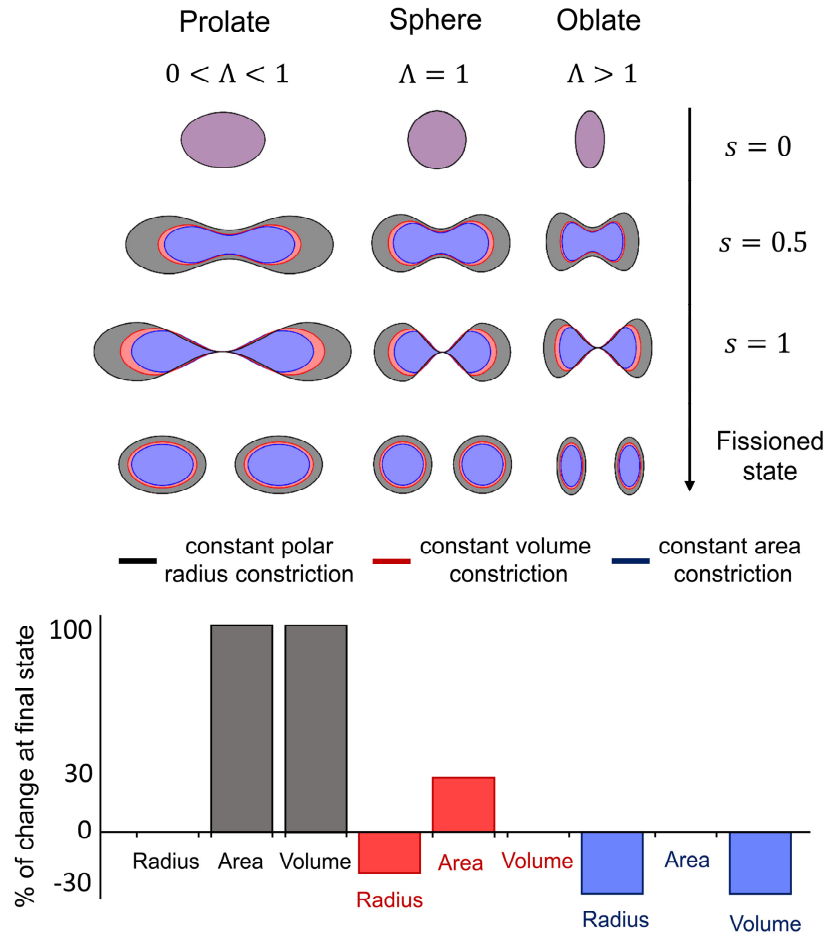 Prolate Sphere Oblate
0 < Λ < 1 Λ = 1 Λ > 1
s = 0
s = 0.5
s = 1
Fissioned
state
constant polar
radius constriction
constant volume
constriction
constant area
constriction
% of change at final state
100
30
0
-30
Radius Area Volume
Radius
Area
Volume
Radius
Area
Volume